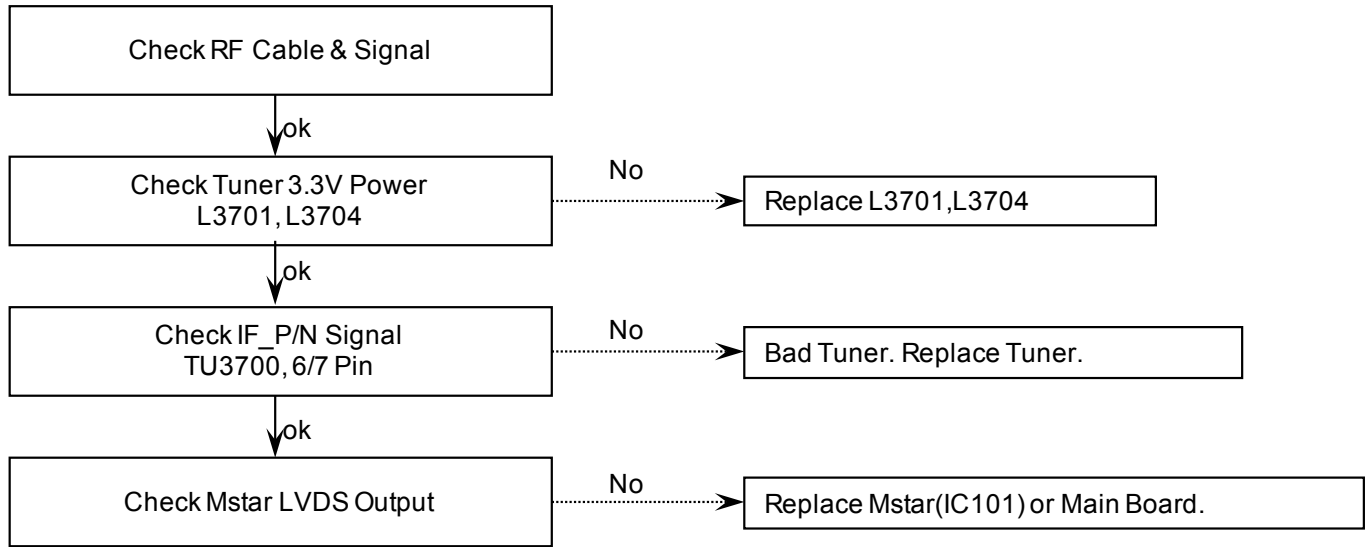 Check RF Cable & Signal
ok
Check Tuner 3.3V Power
L3701, L3704
No
Replace L3701,L3704
ok
Check IF_P/N Signal
TU3700, 6/7 Pin
No
Bad Tuner. Replace Tuner.
ok
Check Mstar LVDS Output
No
Replace Mstar(IC101) or Main Board.